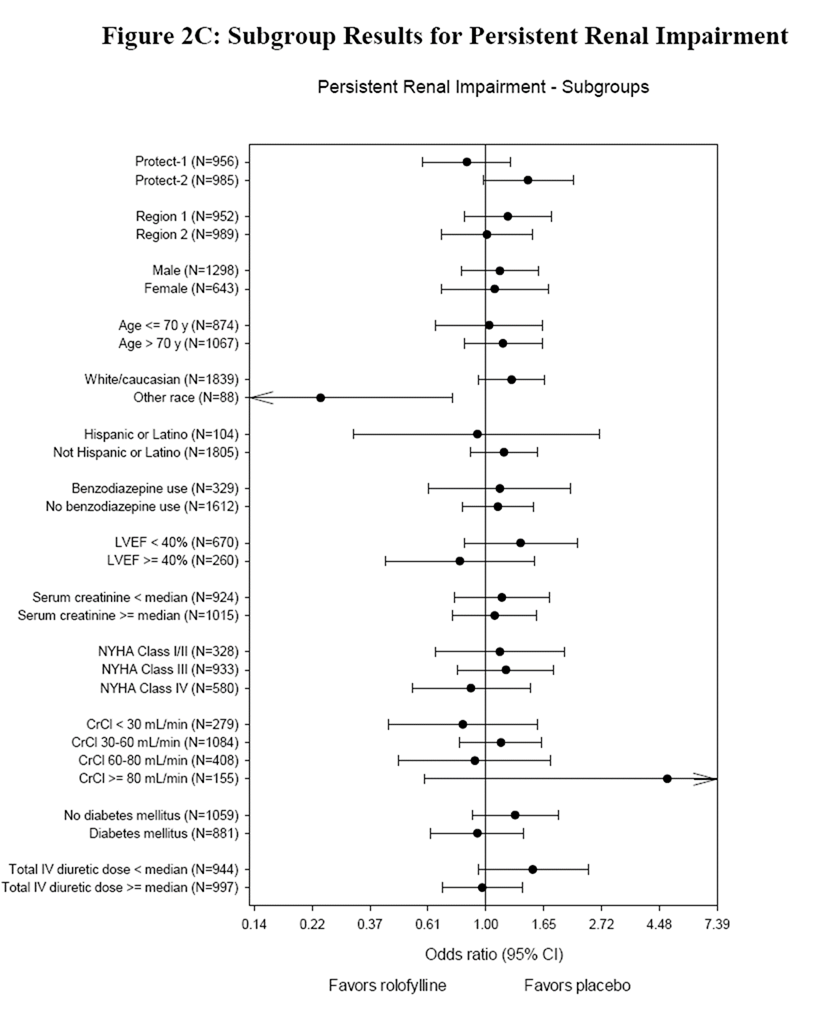 Figure 2C: Subgroup Results for Persistent Renal Impairment
Persistent Renal Impairment - Subgroups
Protect-1 (N=956)
Protect-2 (N=985)
Region 1 (N=952)
Region 2 (N=989)
Male (N=1298)
Female (N=643)
Age <= 70 y (N=874)
Age > 70 y (N=1067)
White/caucasian (N=1839)
Other race (N=88)
Hispanic or Latino (N=104)
Not Hispanic or Latino (N=1805)
Benzodiazepine use (N=329)
No benzodiazepine use (N=1612)
LVEF < 40% (N=670)
LVEF >= 40% (N=260)
Serum creatinine < median (N=924)
Serum creatinine >= median (N=1015)
NYHA Class I/II (N=328)
NYHA Class III (N=933)
NYHA Class IV (N=580)
CrCl < 30 mL/min (N=279)
CrCl 30-60 mL/min (N=1084)
CrCl 60-80 mL/min (N=408)
CrCl >= 80 mL/min (N=155)
No diabetes mellitus (N=1059)
Diabetes mellitus (N=881)
Total IV diuretic dose < median (N=944)
Total IV diuretic dose >= median (N=997)
0.14 0.22 0.37 0.61 1.00 1.65 2.72 4.48 7.39
Odds ratio (95% CI)
Favors rolofylline Favors placebo